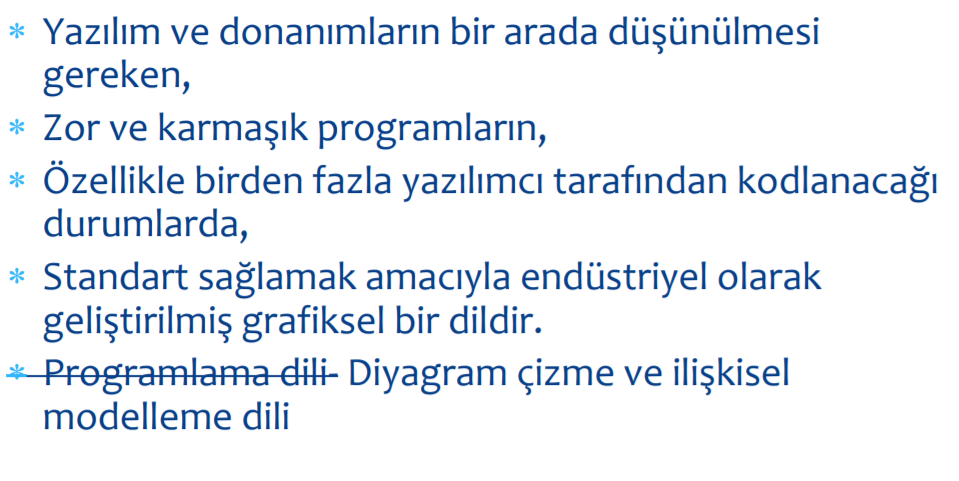 * Yazılım ve donanımların bir arada düşünülmesi
gereken,
* Zor ve karmaşık programların,
* Özellikle birden fazla yazılımcı tarafından kodlanacağı
durumlarda,
* Standart sağlamak amacıyla endüstriyel olarak
geliştirilmiş grafiksel bir dildir.
* Programlama dili- Diyagram çizme ve ilişkisel
modelleme dili